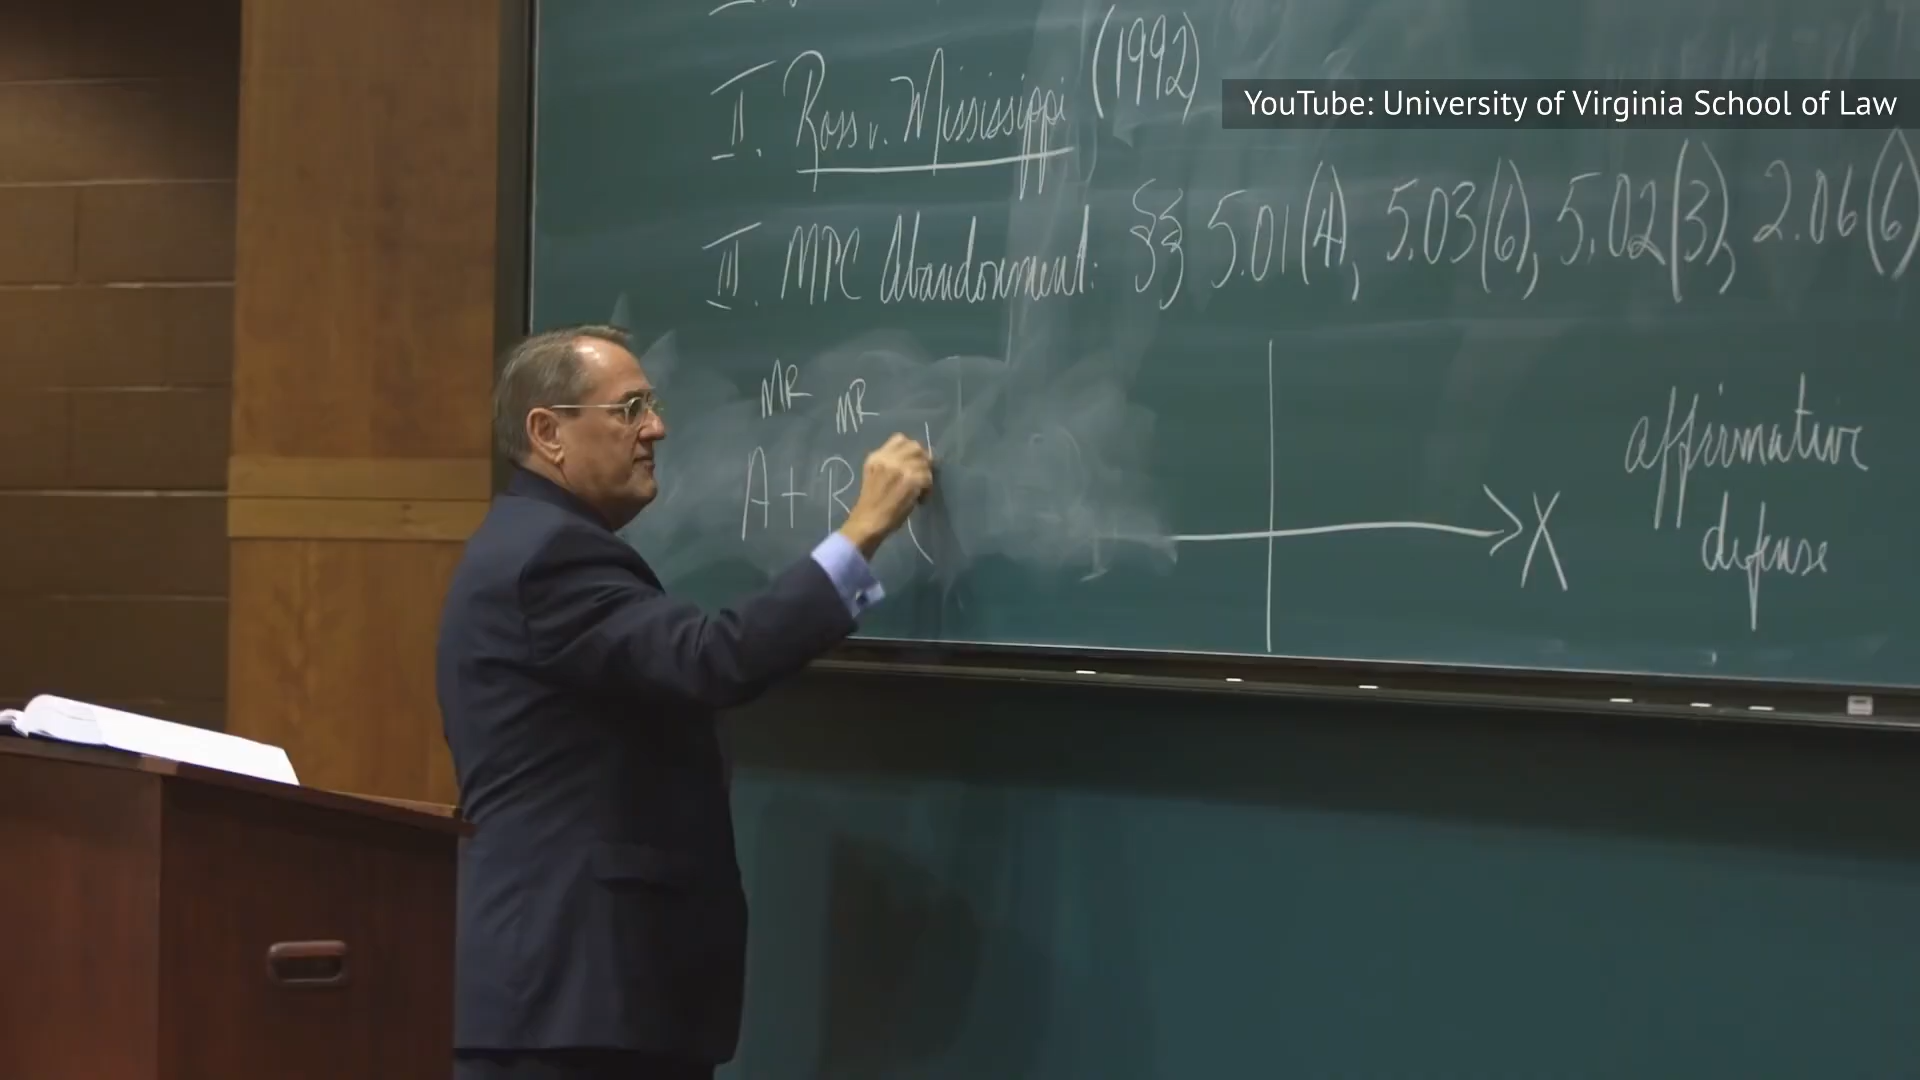 II. Ross v. Mississippi (1992)
YouTube: University of Virginia School of Law
III. MPC Abandonment: §§ 5.01(4), 5.03(6), 5.02(3), 2.06(6)
MR MR
A + R (
X
affirmative
defense